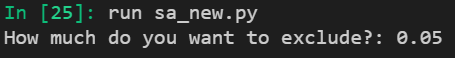 In [25]: run sa_new.py
How much do you want to exclude?: 0.05